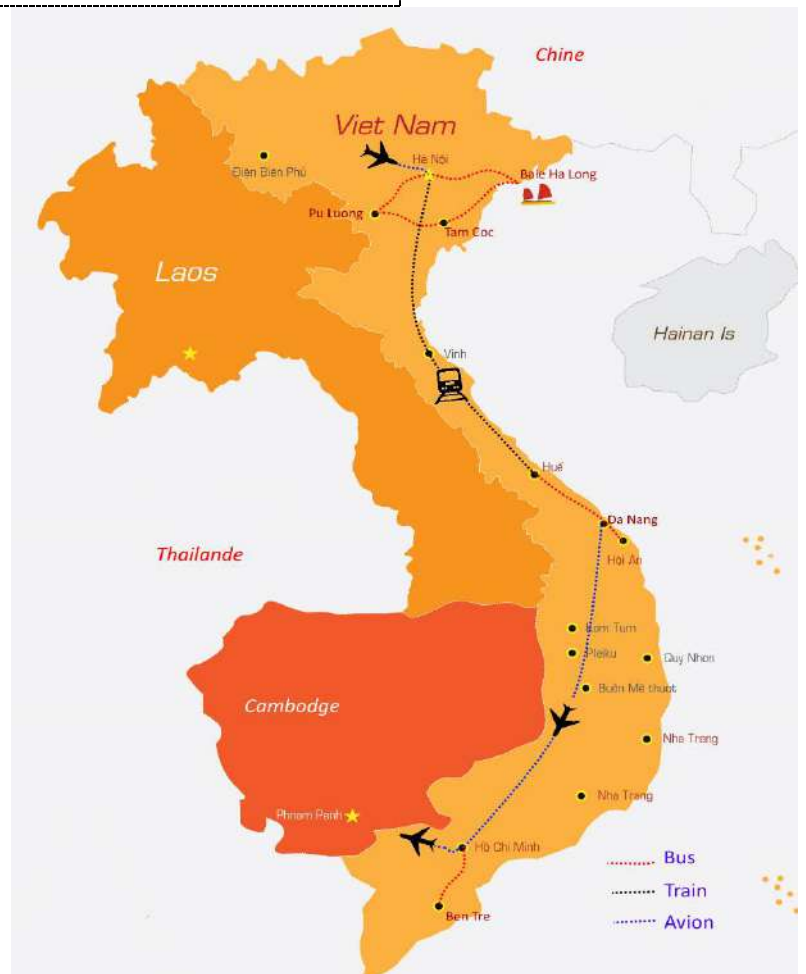 Chine
Viet Nam
Hà Nội
Điện Biên Phủ
Baie Ha Long
Pu Luong
Tam Coc
Laos
Hainan Is
Vinh
Huế
Da Nang
Thailande
Hội An
Kom Tum
Pleiku
Quy Nhon
Buôn Mê thuot
Cambodge
Nha Trang
Nha Trang
Phnom Penh
Hồ Chí Minh
Bus
Train
Ben Tre
Avion